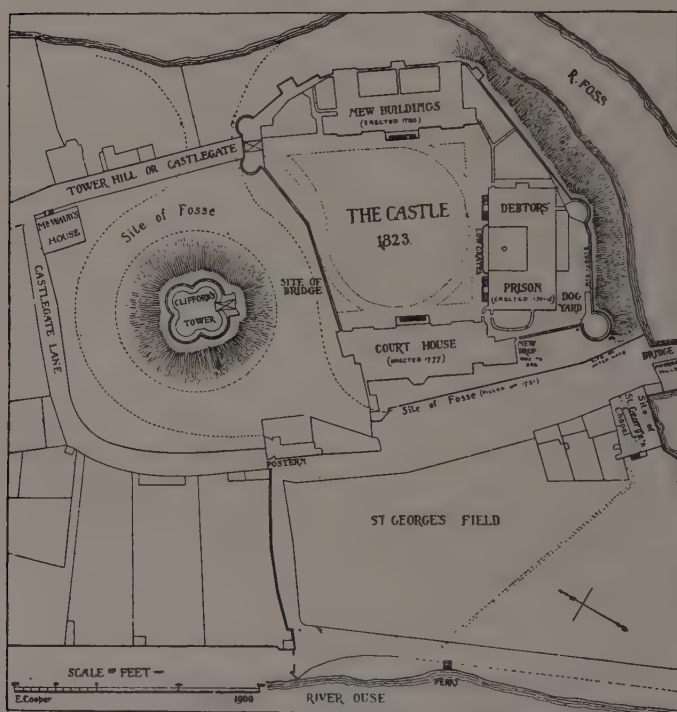 R. FOSS
NEW BUILDINGS
(ERECTED 1780)
TOWER HILL OR CASTLEGATE
Mr WAUD'S
HOUSE
Site of Fosse
THE CASTLE
1823.
DEBTORS
PRISON
(ERECTED 1701-5)
DOG
YARD
CASTLEGATE LANE
CLIFFORD'S
TOWER
SITE OF
BRIDGE
COURT HOUSE
(ERECTED 1777)
NEW
DROP
BRIDGE
Site of Fosse
Site of
St. George's
Chapel
POSTERN
ST GEORGE'S FIELD
SCALE OF FEET —
E.Cooper
1900
RIVER OUSE